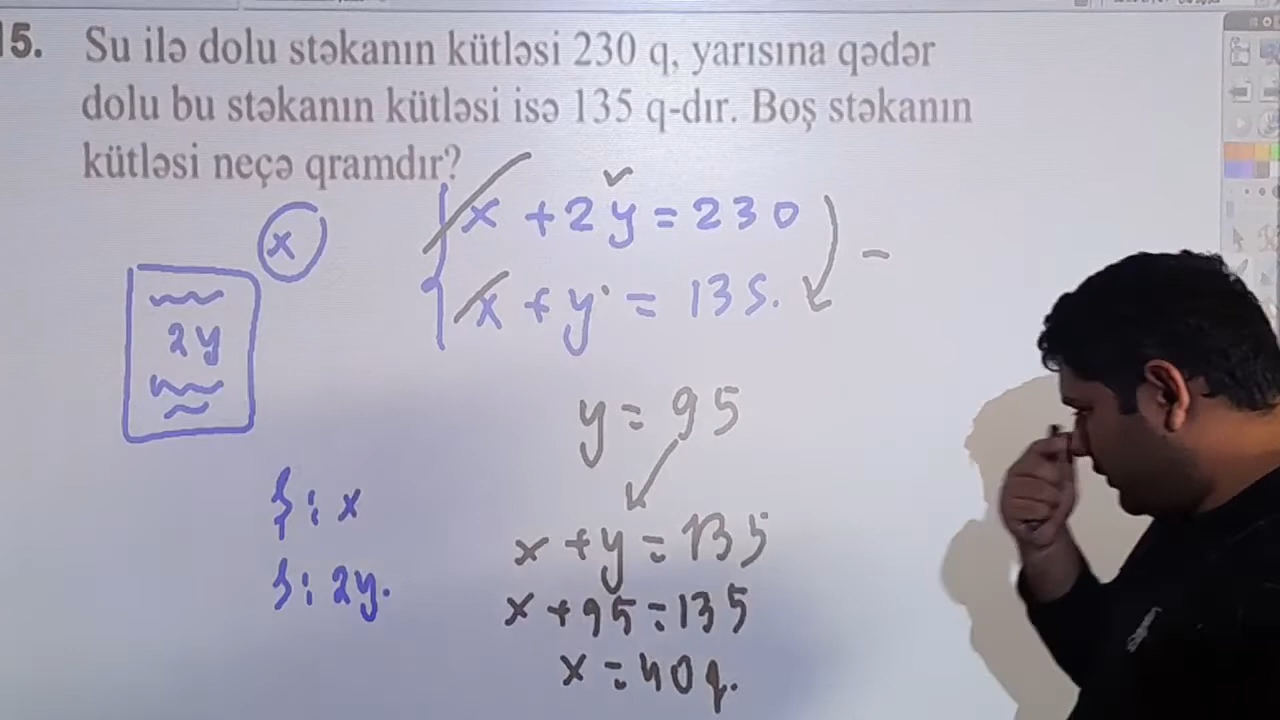 15. Su ilə dolu stəkanın kütləsi 230 q, yarısına qədər
dolu bu stəkanın kütləsi isə 135 q-dır. Boş stəkanın
kütləsi neçə qramdır?
x + 2y = 230
x
x + y = 135.
-
2y
y = 95
: x
x + y = 135
: 2y.
x + 95 = 135
x = 40 q.